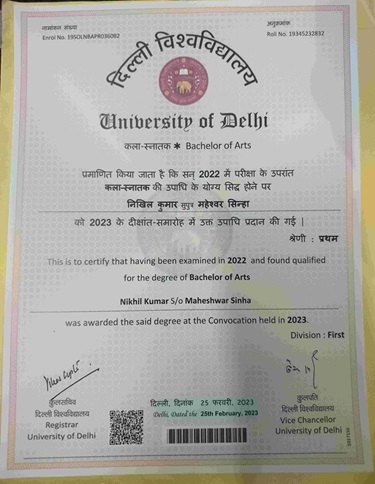 नामांकन संख्या
Enrol No. 19SOLNBAPR036082
अनुक्रमांक
Roll No. 19345232832
दिल्ली विश्वविद्यालय
University of Delhi
कला-स्नातक ✱ Bachelor of Arts
प्रमाणित किया जाता है कि सन् 2022 में परीक्षा के उपरांत
कला-स्नातक की उपाधि के योग्य सिद्ध होने पर
निखिल कुमार सुपुत्र महेश्वर सिन्हा
को 2023 के दीक्षांत-समारोह में उक्त उपाधि प्रदान की गई |
श्रेणी : प्रथम
This is to certify that having been examined in 2022 and found qualified
for the degree of Bachelor of Arts
Nikhil Kumar S/o Maheshwar Sinha
was awarded the said degree at the Convocation held in 2023.
Division : First
कुलसचिव
दिल्ली विश्वविद्यालय
Registrar
University of Delhi
दिल्ली, दिनांक 25 फरवरी, 2023
Delhi, Dated the 25th February, 2023
कुलपति
दिल्ली विश्वविद्यालय
Vice Chancellor
University of Delhi